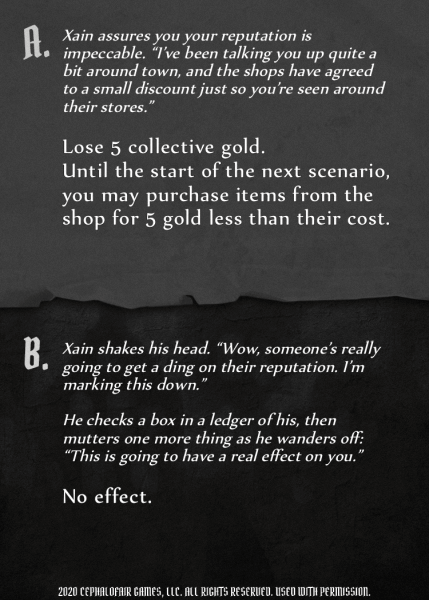 A.
Xain assures you your reputation is
impeccable. “I’ve been talking you up quite a
bit around town, and the shops have agreed
to a small discount just so you’re seen around
their stores.”
Lose 5 collective gold.
Until the start of the next scenario,
you may purchase items from the
shop for 5 gold less than their cost.
B.
Xain shakes his head. “Wow, someone’s really
going to get a ding on their reputation. I’m
marking this down.”
He checks a box in a ledger of his, then
mutters one more thing as he wanders off:
“This is going to have a real effect on you.”
No effect.
2020 CEPHALOFAIR GAMES, LLC. ALL RIGHTS RESERVED. USED WITH PERMISSION.